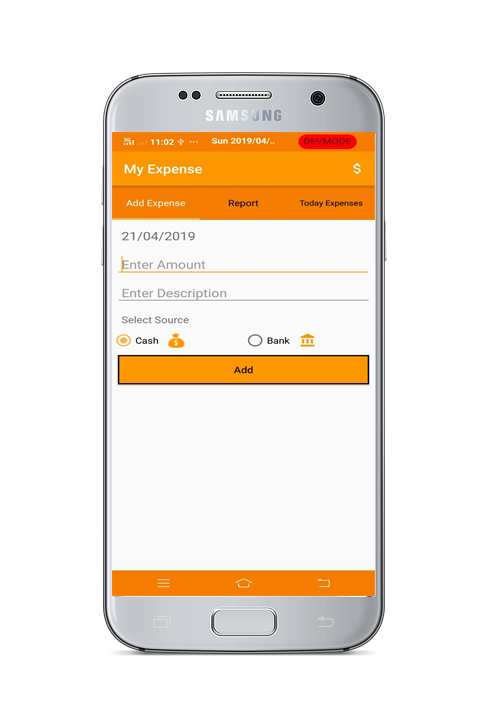 SAMSUNG
3G 11:02 ... Sun 2019/04/.. DEVMODE
My Expense $
Add Expense Report Today Expenses
21/04/2019
Enter Amount
Enter Description
Select Source
Cash $ Bank
Add